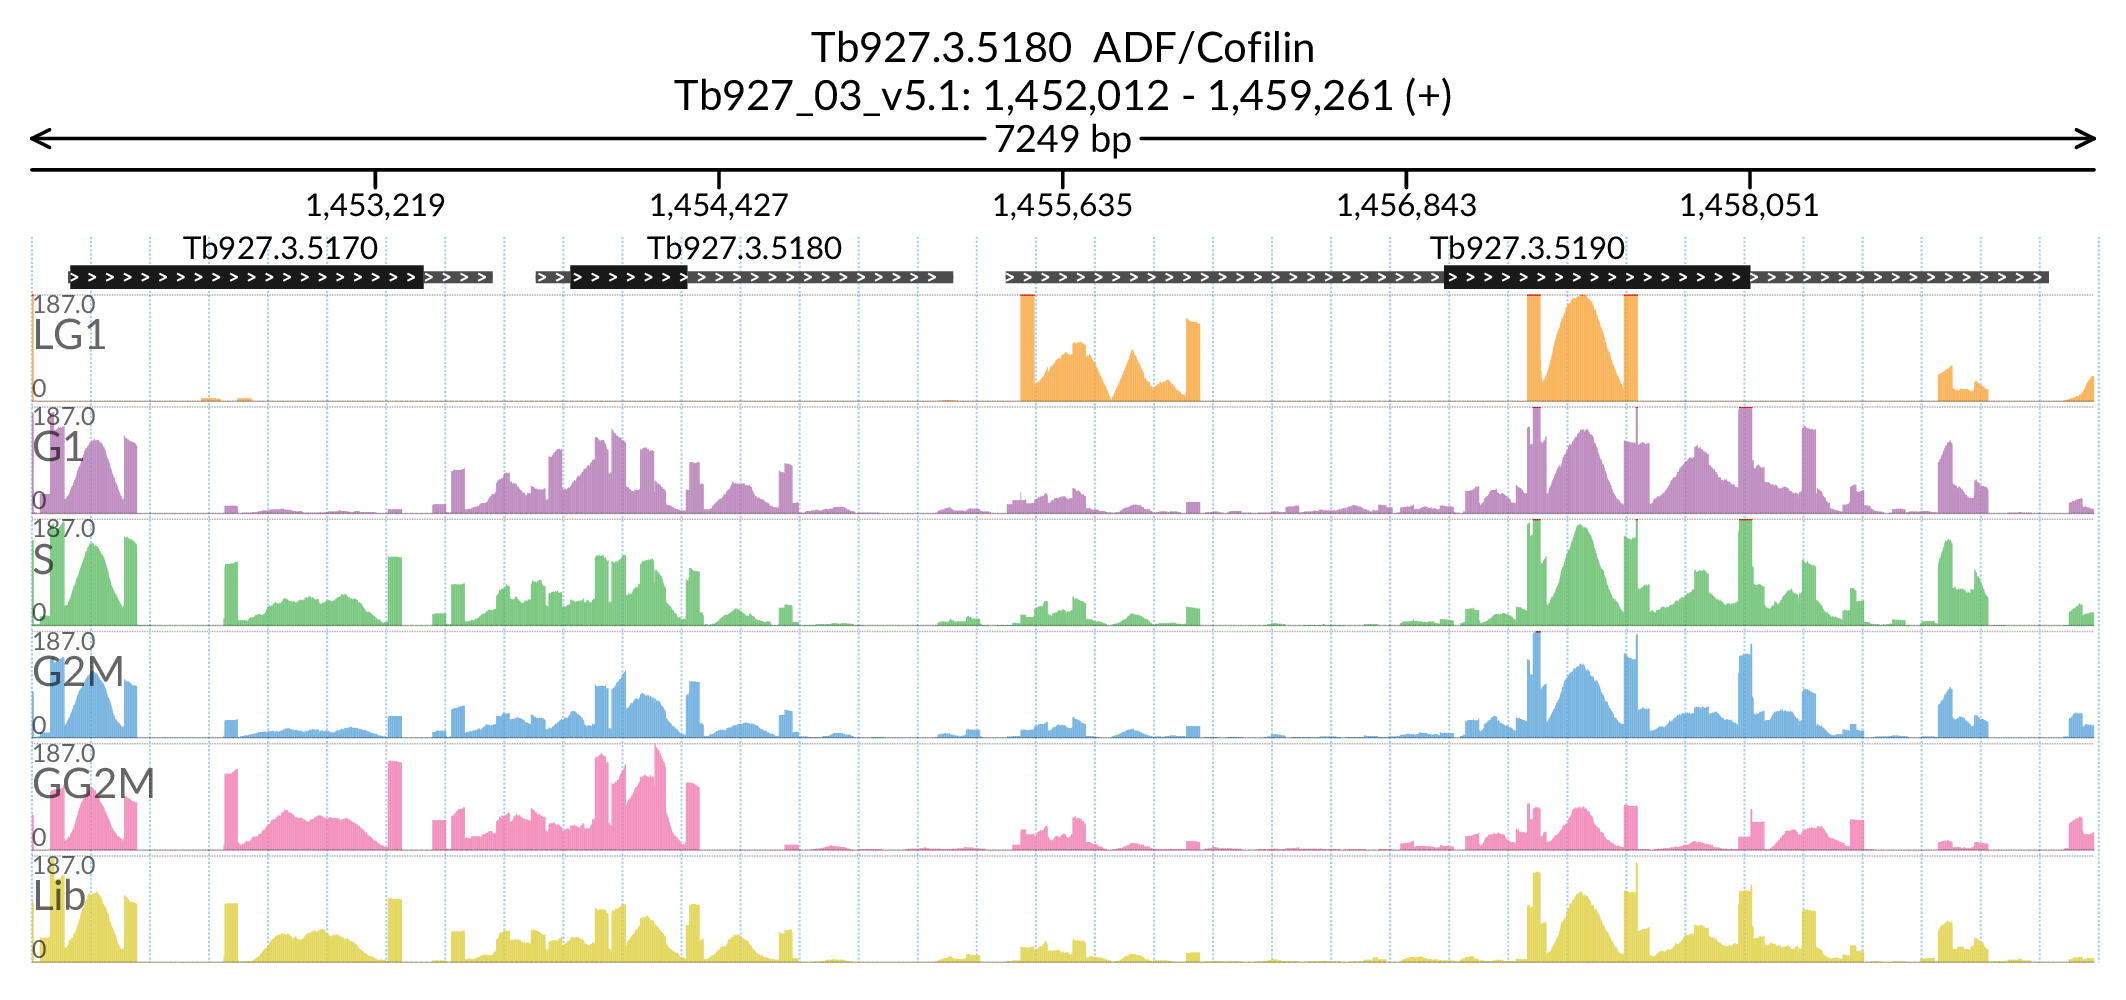 Tb927.3.5180 ADF/Cofilin
Tb927_03_v5.1: 1,452,012 - 1,459,261 (+)
7249 bp
1,453,219 1,454,427 1,455,635 1,456,843 1,458,051
Tb927.3.5170 Tb927.3.5180 Tb927.3.5190
187.0
LG1
0
187.0
G1
0
187.0
S
0
187.0
G2M
0
187.0
GG2M
0
187.0
Lib
0